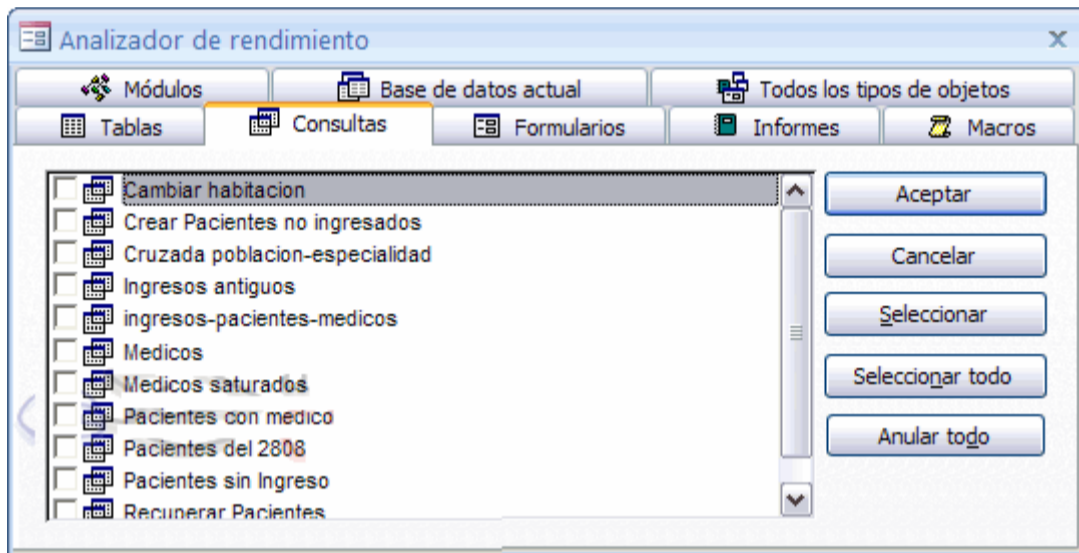 Analizador de rendimiento
Módulos Base de datos actual Todos los tipos de objetos
Tablas Consultas Formularios Informes Macros
Cambiar habitacion
Crear Pacientes no ingresados
Cruzada poblacion-especialidad
Ingresos antiguos
ingresos-pacientes-medicos
Medicos
Medicos saturados
Pacientes con medico
Pacientes del 2808
Pacientes sin Ingreso
Recuperar Pacientes
Aceptar
Cancelar
Seleccionar
Seleccionar todo
Anular todo